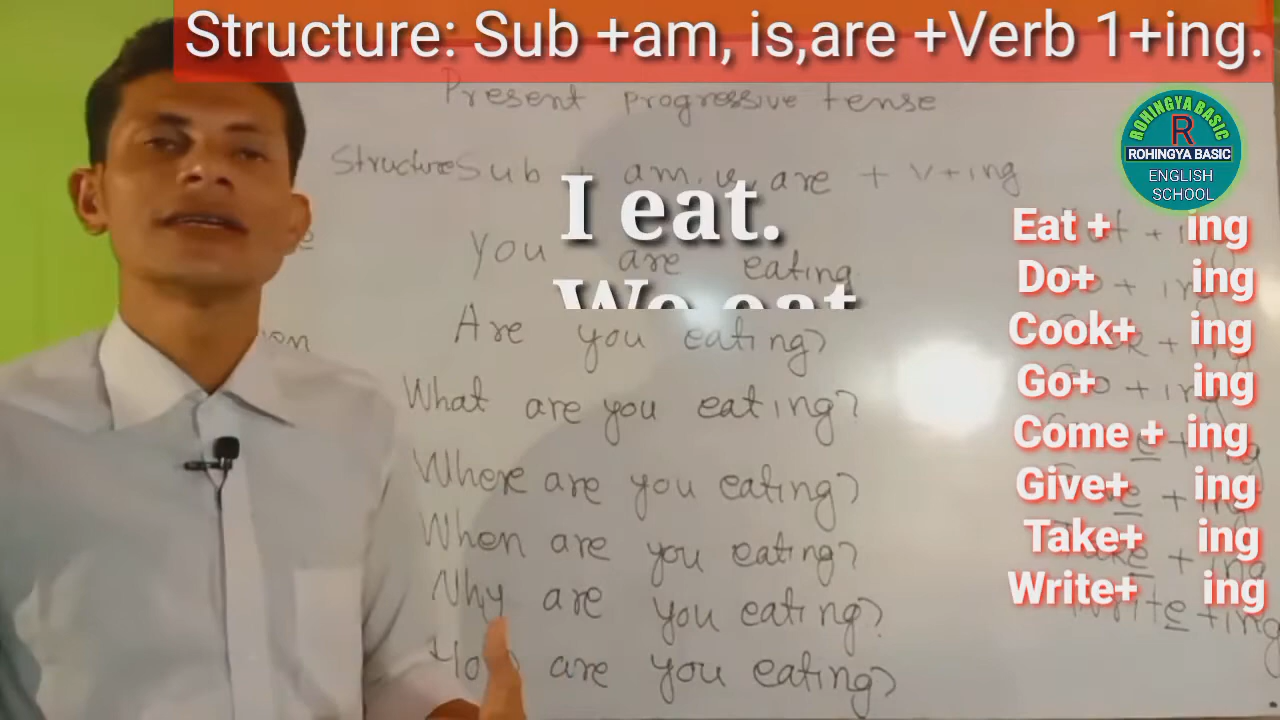 Structure: Sub +am, is,are +Verb 1+ing.
Present progressive tense
ROHINGYA BASIC
R
ROHINGYA BASIC
ENGLISH
SCHOOL
Structure Sub + am, is, are + v+ing
I eat.
We eat
You are eating
Are you eating?
What are you eating?
Where are you eating?
When are you eating?
Why are you eating?
are you eating?
Eat + ing
Do+ ing
Cook+ ing
Go+ ing
Come + ing
Give+ ing
Take+ ing
Write+ ing